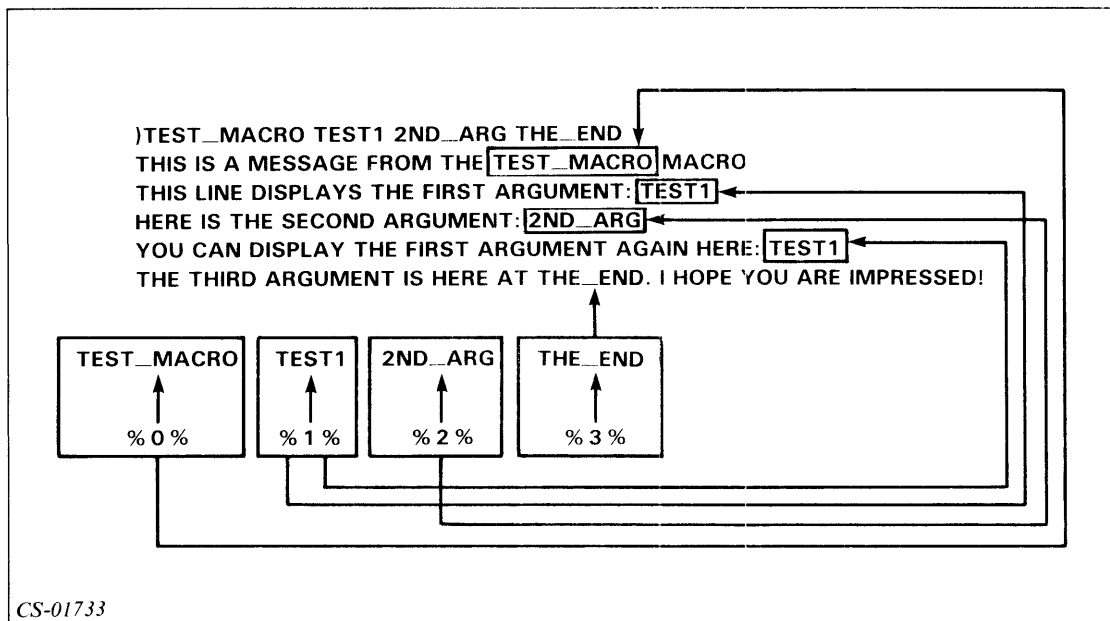 )TEST_MACRO TEST1 2ND_ARG THE_END
THIS IS A MESSAGE FROM THE TEST_MACRO MACRO
THIS LINE DISPLAYS THE FIRST ARGUMENT: TEST1
HERE IS THE SECOND ARGUMENT: 2ND_ARG
YOU CAN DISPLAY THE FIRST ARGUMENT AGAIN HERE: TEST1
THE THIRD ARGUMENT IS HERE AT THE_END. I HOPE YOU ARE IMPRESSED!
TEST_MACRO TEST1 2ND_ARG THE_END
%0% %1% %2% %3%
CS-01733